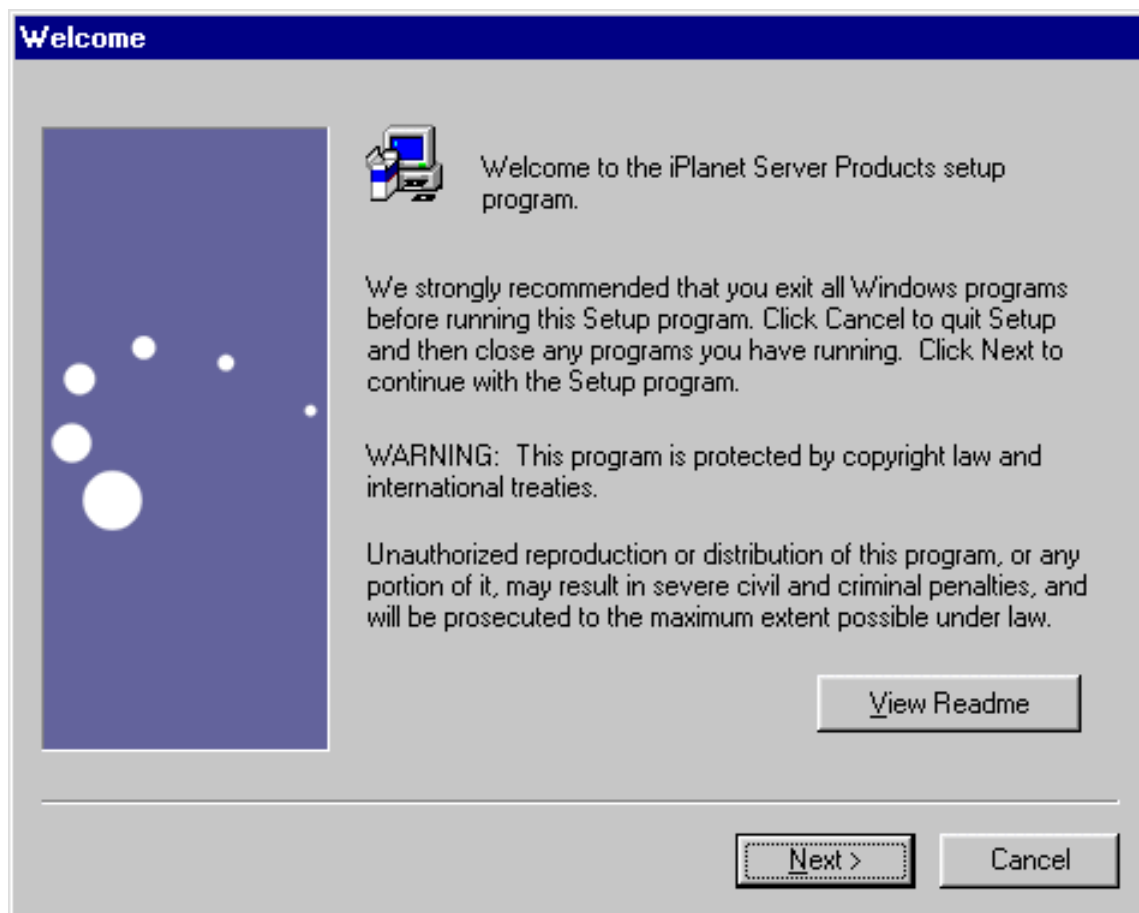 Welcome
Welcome to the iPlanet Server Products setup
program.
We strongly recommended that you exit all Windows programs
before running this Setup program. Click Cancel to quit Setup
and then close any programs you have running.  Click Next to
continue with the Setup program.
WARNING:  This program is protected by copyright law and
international treaties.
Unauthorized reproduction or distribution of this program, or any
portion of it, may result in severe civil and criminal penalties, and
will be prosecuted to the maximum extent possible under law.
View Readme
Next >
Cancel